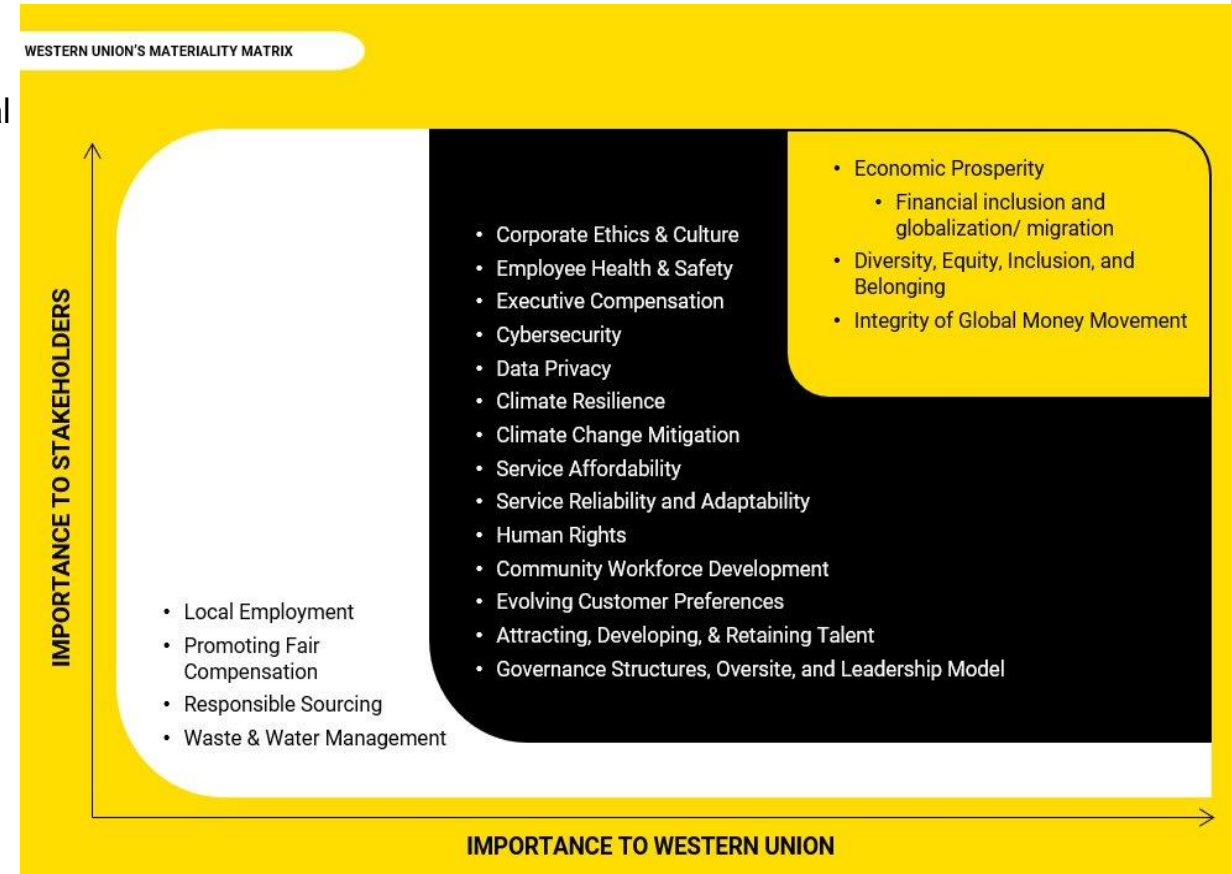 WESTERN UNION'S MATERIALITY MATRIX
al
IMPORTANCE TO STAKEHOLDERS
• Local Employment
• Promoting Fair
Compensation
• Responsible Sourcing
• Waste & Water Management
• Corporate Ethics & Culture
• Employee Health & Safety
• Executive Compensation
• Cybersecurity
• Data Privacy
• Climate Resilience
• Climate Change Mitigation
• Service Affordability
• Service Reliability and Adaptability
• Human Rights
• Community Workforce Development
• Evolving Customer Preferences
• Attracting, Developing, & Retaining Talent
• Governance Structures, Oversite, and Leadership Model
• Economic Prosperity
• Financial inclusion and
globalization/ migration
• Diversity, Equity, Inclusion, and
Belonging
• Integrity of Global Money Movement
IMPORTANCE TO WESTERN UNION